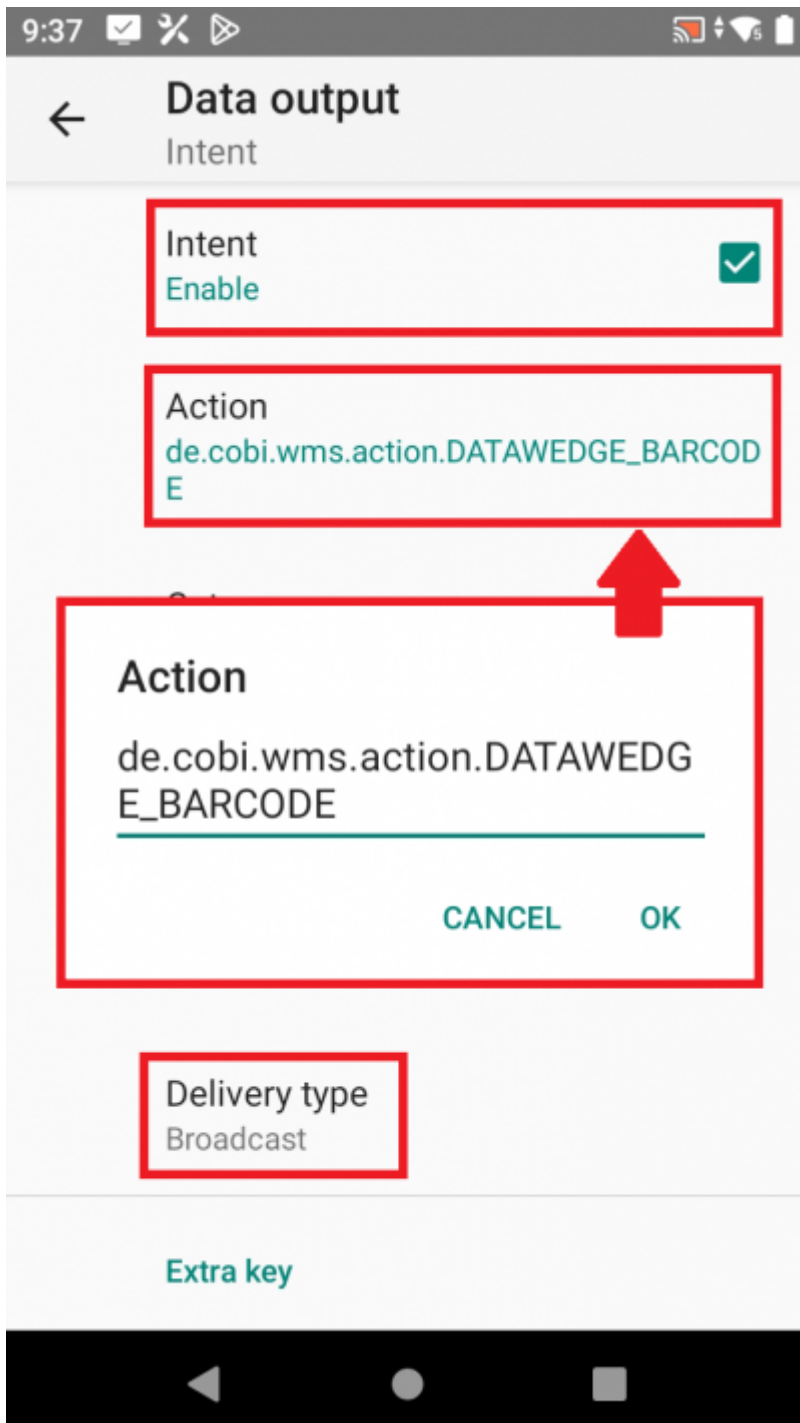 9:37
Data output
Intent
Intent
Enable
Action
de.cobi.wms.action.DATAWEDGE_BARCOD
E
Action
de.cobi.wms.action.DATAWEDG
E_BARCODE
CANCEL
OK
Delivery type
Broadcast
Extra key